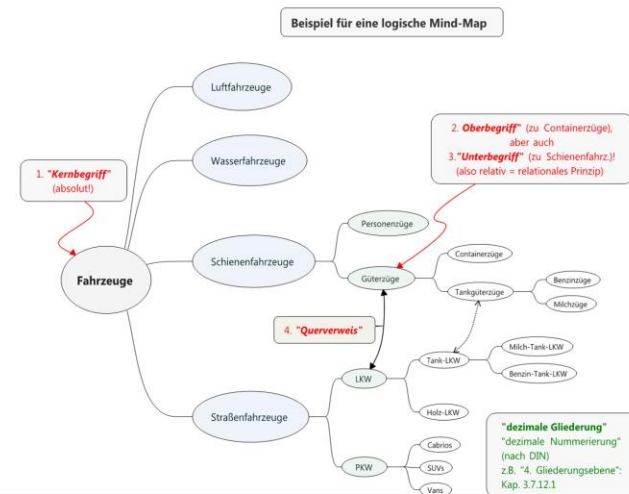 Beispiel für eine logische Mind-Map
Luftfahrzeuge
Wasserfahrzeuge
1. "Kernbegriff"
(absolut!)
2. Oberbegriff" (zu Containerzüge),
aber auch
3."Unterbegriff" (zu Schienenfahrz.)!
(also relativ = relationales Prinzip)
Fahrzeuge
Schienenfahrzeuge
Personenzüge
Güterzüge
Containerzüge
Tankgüterzüge
Benzinzüge
Milchzüge
4. "Querverweis"
Straßenfahrzeuge
LKW
Tank-LKW
Milch-Tank-LKW
Benzin-Tank-LKW
Holz-LKW
PKW
Cabrios
SUVs
Vans
"dezimale Gliederung"
"dezimale Nummerierung"
(nach DIN)
z.B. "4. Gliederungsebene":
Kap. 3.7.12.1